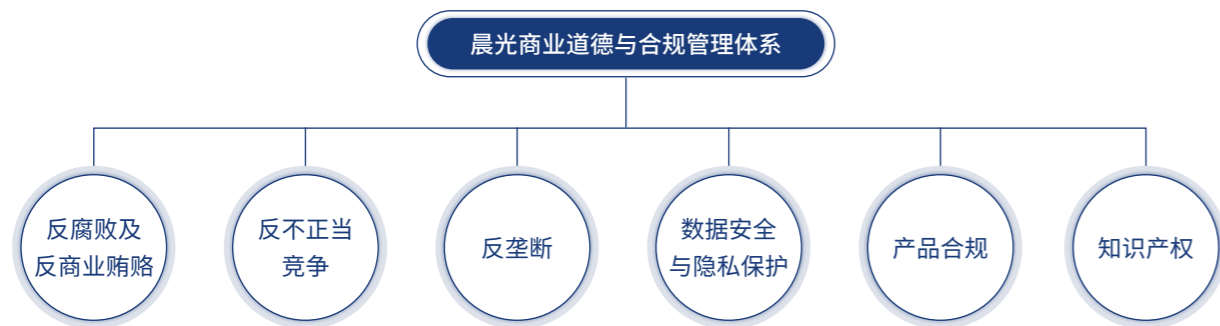 晨光商业道德与合规管理体系
反腐败及
反商业贿赂
反不正当
竞争
反垄断
数据安全
与隐私保护
产品合规
知识产权